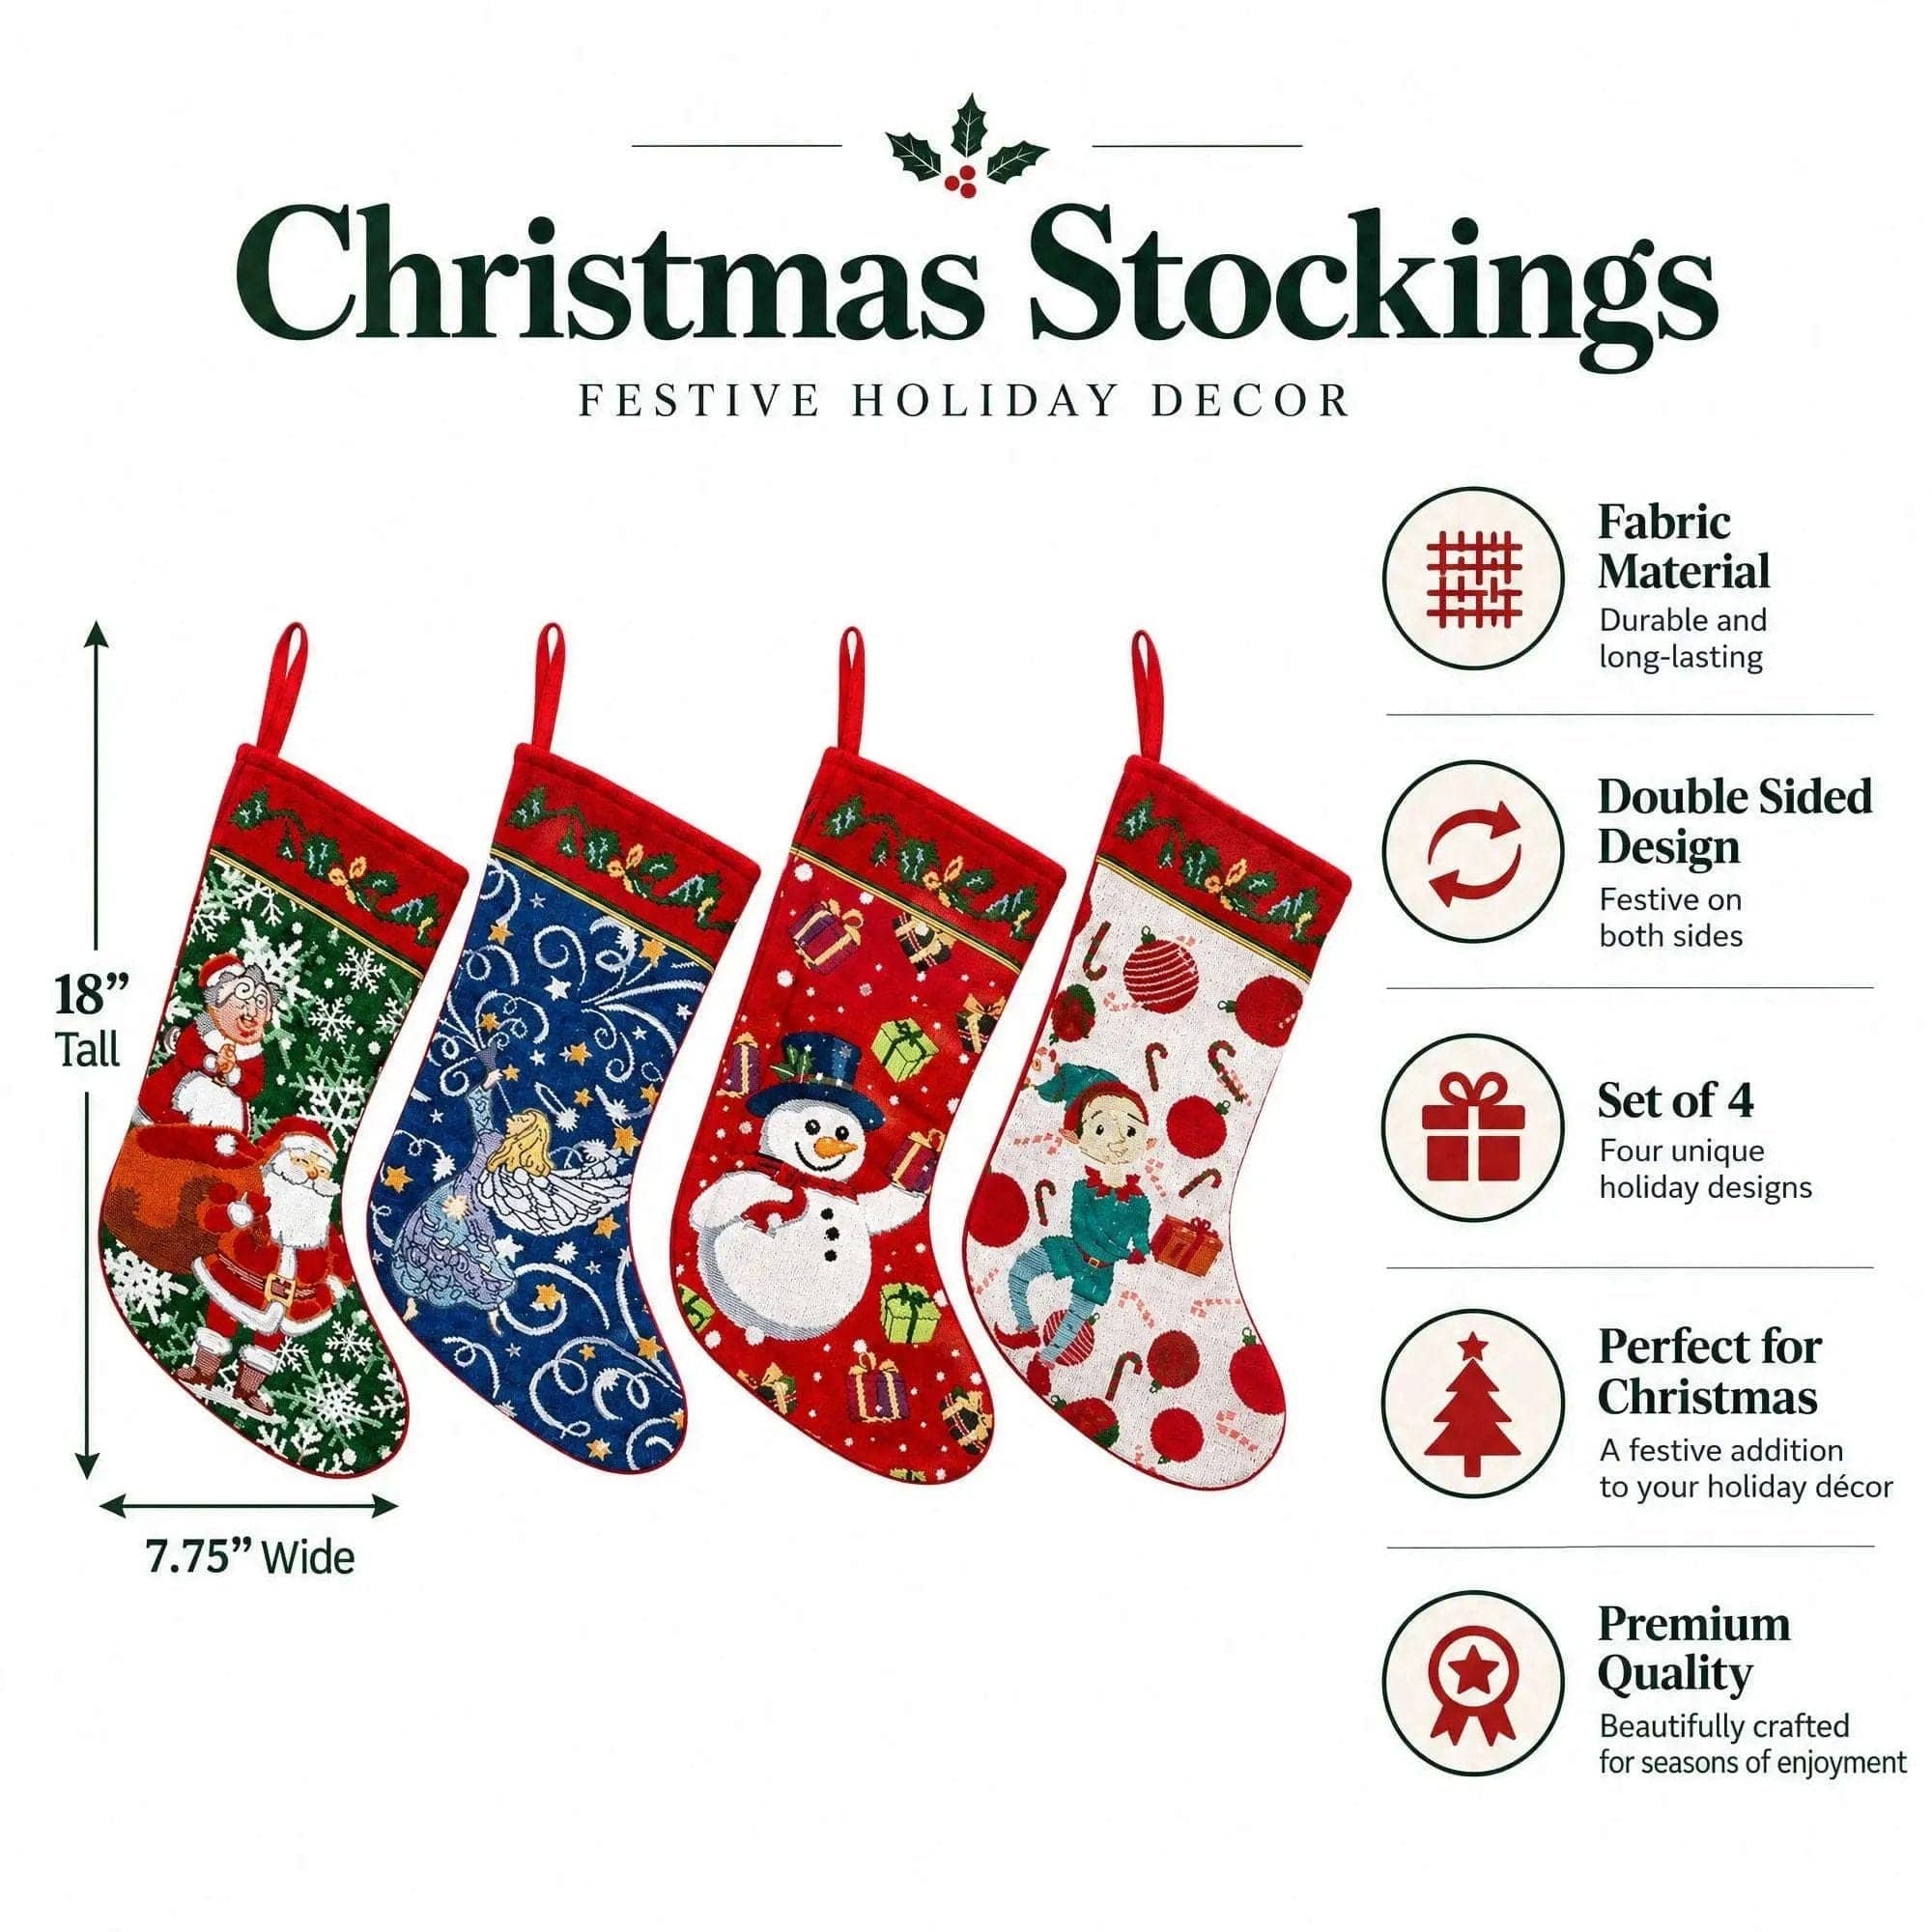 Christmas Stockings
FESTIVE HOLIDAY DECOR
Fabric
Material
Durable and
long-lasting
Double Sided
Design
Festive on
both sides
18”
Tall
Set of 4
Four unique
holiday designs
Perfect for
Christmas
A festive addition
to your holiday décor
7.75” Wide
Premium
Quality
Beautifully crafted
for seasons of enjoyment